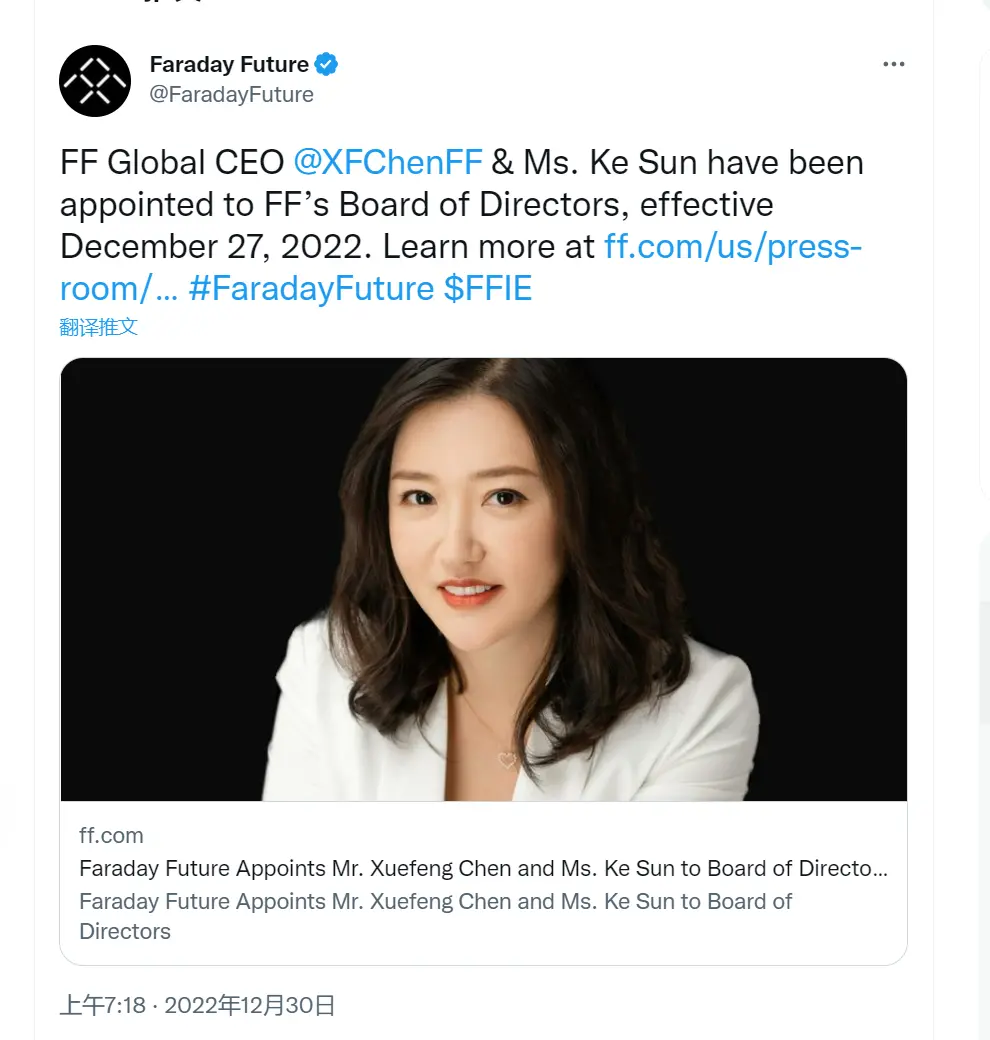 Faraday Future
@FaradayFuture
FF Global CEO @XFChenFF & Ms. Ke Sun have been
appointed to FF’s Board of Directors, effective
December 27, 2022. Learn more at ff.com/us/press-
room/… #FaradayFuture $FFIE
翻译推文
ff.com
Faraday Future Appoints Mr. Xuefeng Chen and Ms. Ke Sun to Board of Directo...
Faraday Future Appoints Mr. Xuefeng Chen and Ms. Ke Sun to Board of
Directors
上午7:18 · 2022年12月30日